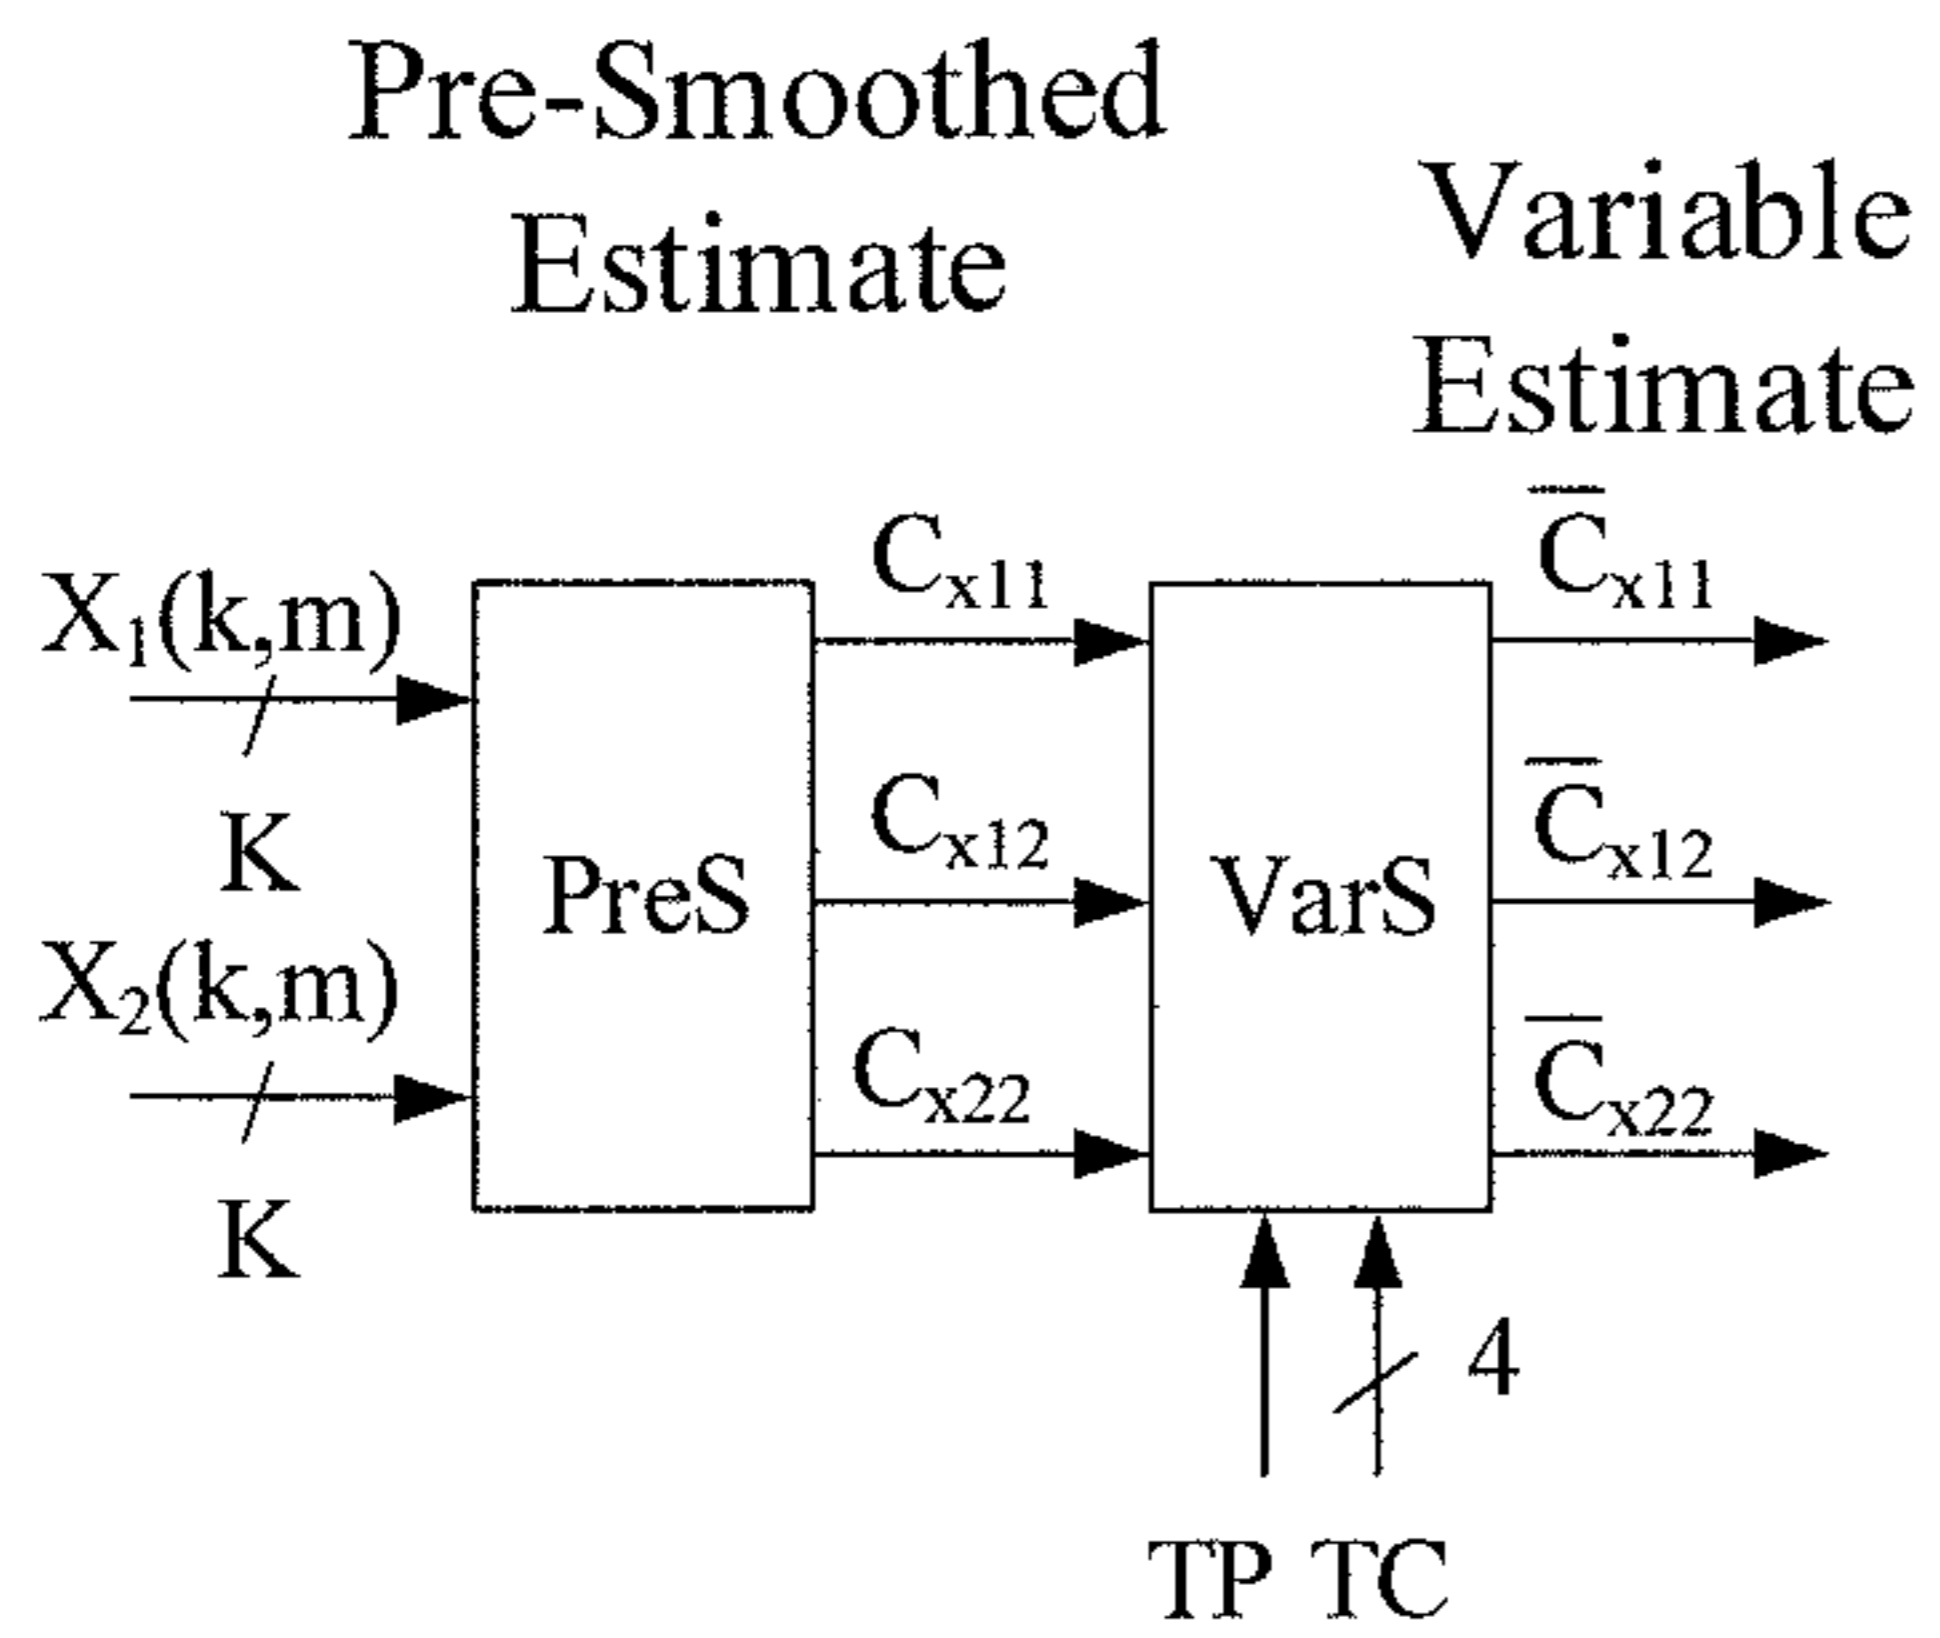 Pre-Smoothed
Estimate
Variable
Estimate
X₁(k,m)
K
X₂(k,m)
K
PreS
Cₓ₁₁
Cₓ₁₂
Cₓ₂₂
VarS
C̅ₓ₁₁
C̅ₓ₁₂
C̅ₓ₂₂
4
TP TC